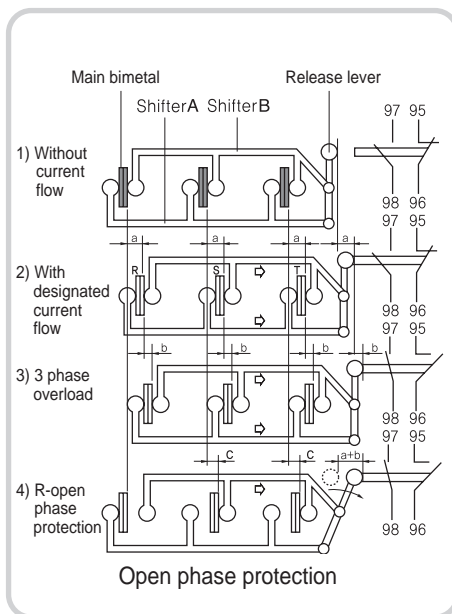 Main bimetal Release lever
ShifterA ShifterB
97 95
1) Without
current
flow
98 96
97 95
a a a a
R S T
2) With
designated
current
flow
98 96
97 95
b b b b
3) 3 phase
overload
98 96
97 95
c c a+b
4) R-open
phase
protection
98 96
Open phase protection